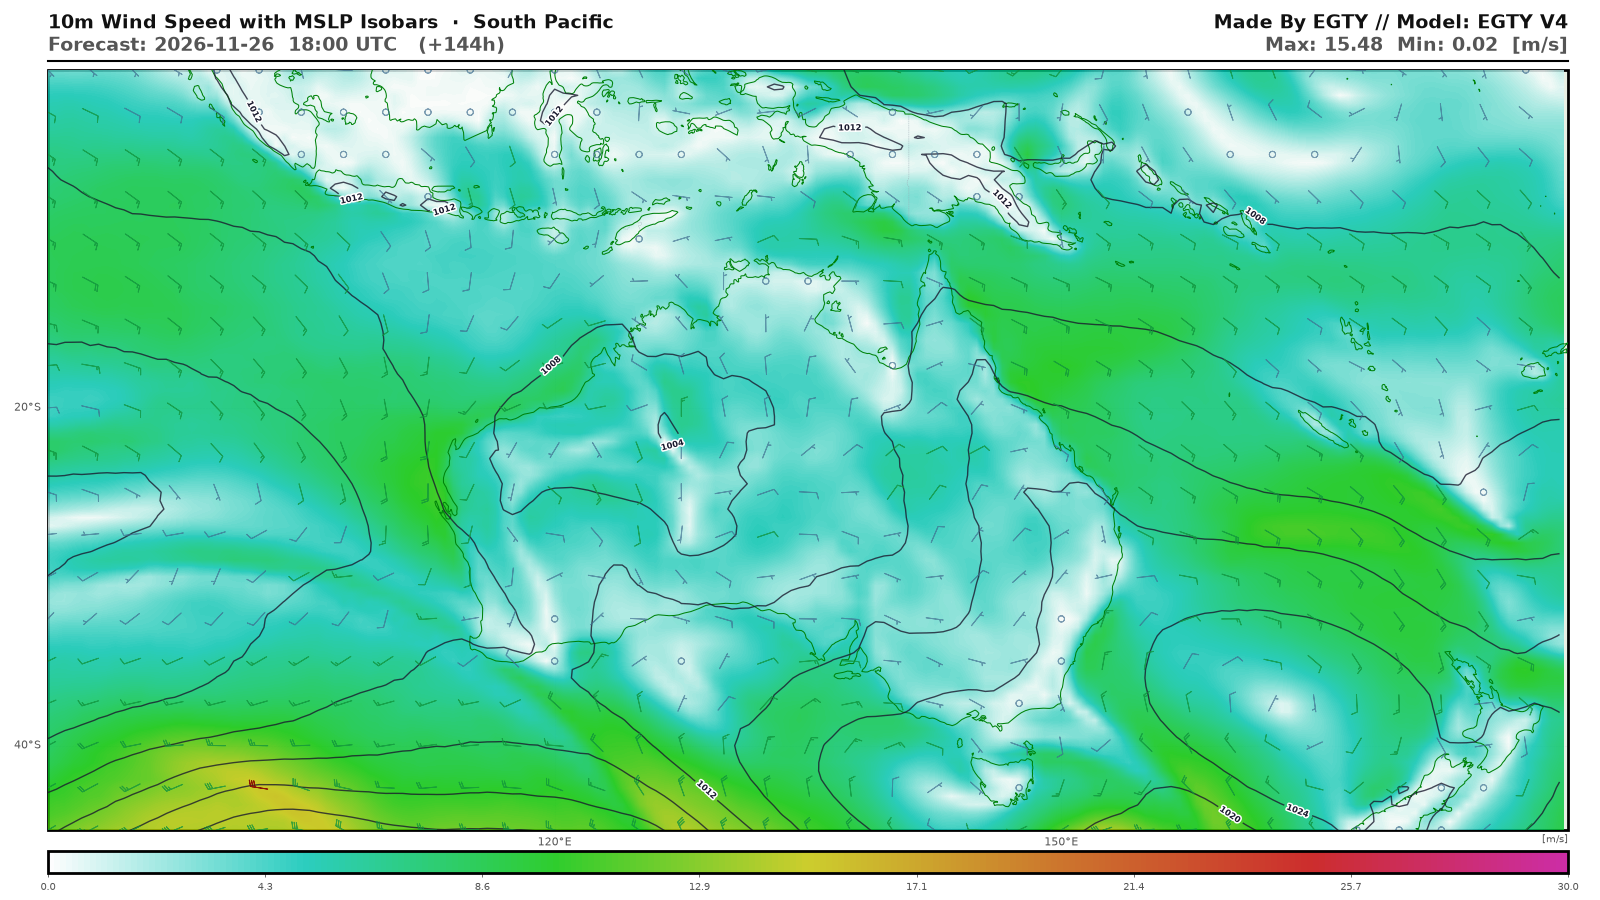 10m Wind Speed with MSLP Isobars · South Pacific
Made By EGTY // Model: EGTY V4
Forecast: 2026-11-26 18:00 UTC (+144h)
Max: 15.48 Min: 0.02 [m/s]
1012
1012
1012
1012
1012
1012
1008
1008
20°S
1004
40°S
1012
1020
1024
120°E
150°E
[m/s]
0.0
4.3
8.6
12.9
17.1
21.4
25.7
30.0